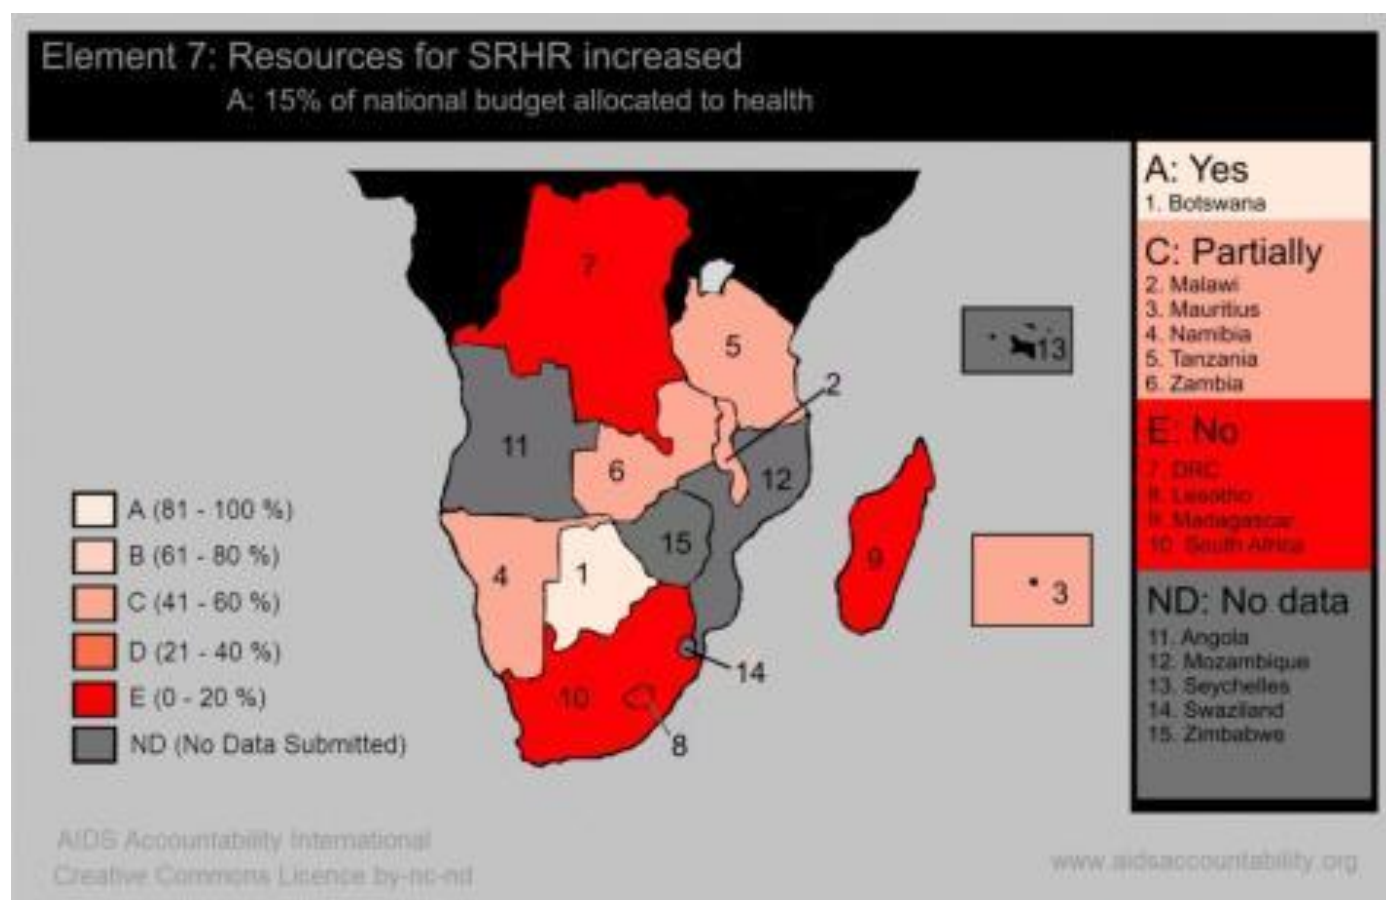 Element 7: Resources for SRHR increased
A: 15% of national budget allocated to health
A: Yes
1. Botswana
C: Partially
2. Malawi
3. Mauritius
4. Namibia
5. Tanzania
6. Zambia
E: No
7. DRC
8. Lesotho
9. Madagascar
10. South Africa
ND: No data
11. Angola
12. Mozambique
13. Seychelles
14. Swaziland
15. Zimbabwe
7
5
13
2
11
6
12
15
4
1
9
3
14
10
8
A (81 - 100 %)
B (61 - 80 %)
C (41 - 60 %)
D (21 - 40 %)
E (0 - 20 %)
ND (No Data Submitted)
AIDS Accountability International
Creative Commons Licence by-nc-nd
www.aidsaccountability.org